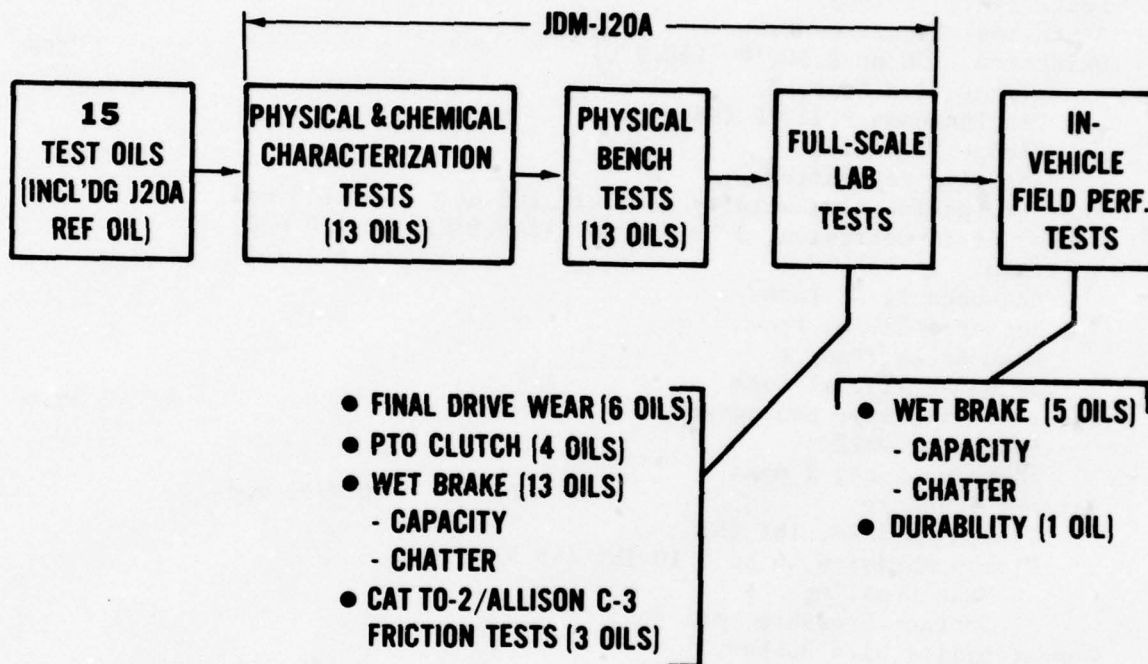 JDM-J20A
15
TEST OILS
(INCL'DG J20A
REF OIL)
PHYSICAL & CHEMICAL
CHARACTERIZATION
TESTS
(13 OILS)
PHYSICAL
BENCH
TESTS
(13 OILS)
FULL-SCALE
LAB
TESTS
IN-
VEHICLE
FIELD PERF.
TESTS
● FINAL DRIVE WEAR (6 OILS)
● PTO CLUTCH (4 OILS)
● WET BRAKE (13 OILS)
- CAPACITY
- CHATTER
● CAT TO-2/ALLISON C-3
FRICTION TESTS (3 OILS)
● WET BRAKE (5 OILS)
- CAPACITY
- CHATTER
● DURABILITY (1 OIL)